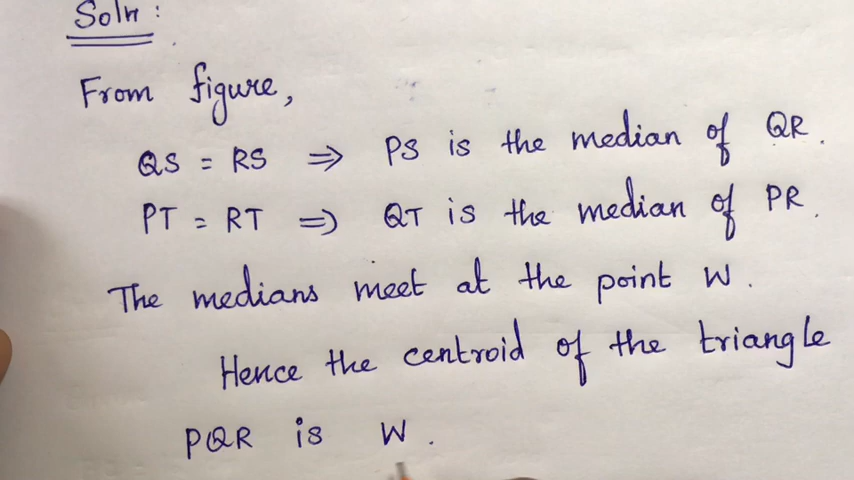 Soln :
From figure,
QS = RS ⇒ PS is the median of QR.
PT = RT ⇒ QT is the median of PR.
The medians meet at the point W.
Hence the centroid of the triangle
PQR is W.